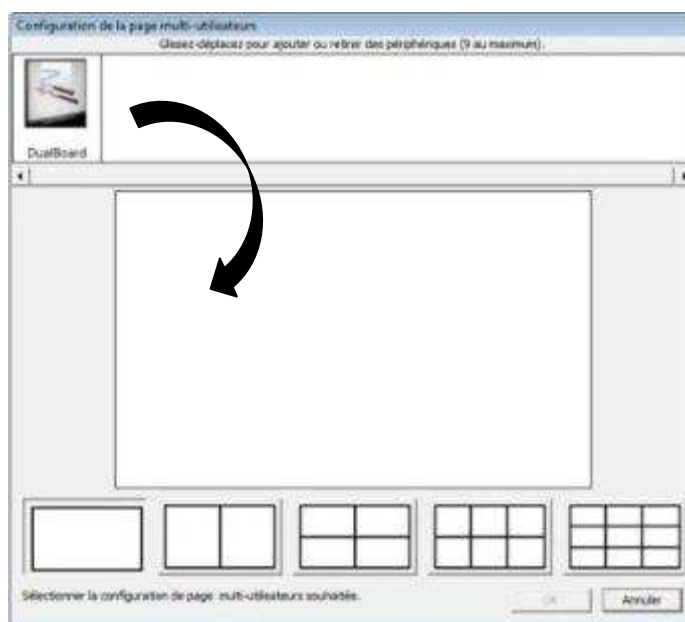 Configuration de la page multi-utilisateurs
Glissez-déplacez pour ajouter ou retirer des périphériques (9 au maximum).
DualBoard
Sélectionner la configuration de page multi-utilisateurs souhaitée.
OK
Annuler